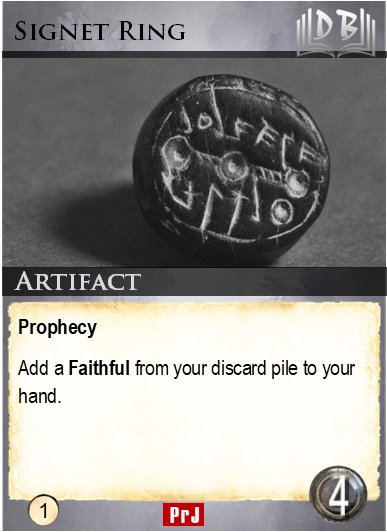 Signet Ring
DB
Artifact
Prophecy
Add a Faithful from your discard pile to your
hand.
1
PrJ
4